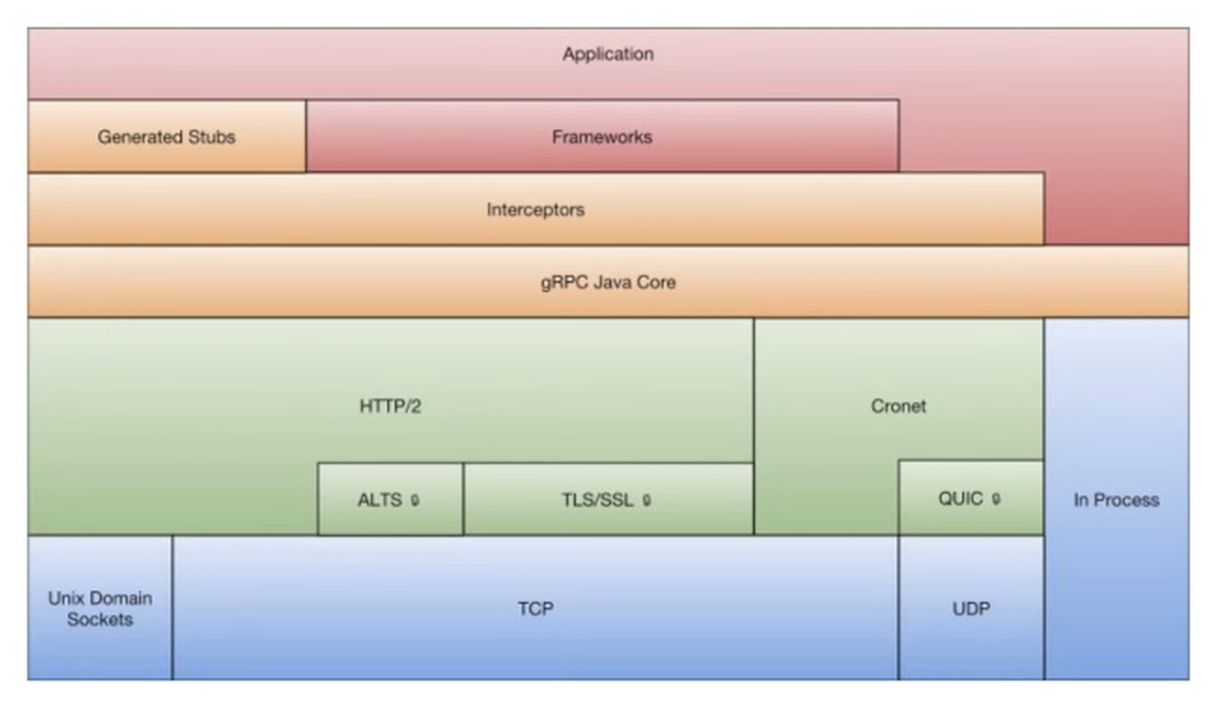 Application
Generated Stubs
Frameworks
Interceptors
gRPC Java Core
HTTP/2
Cronet
ALTS
TLS/SSL
QUIC
In Process
Unix Domain
Sockets
TCP
UDP